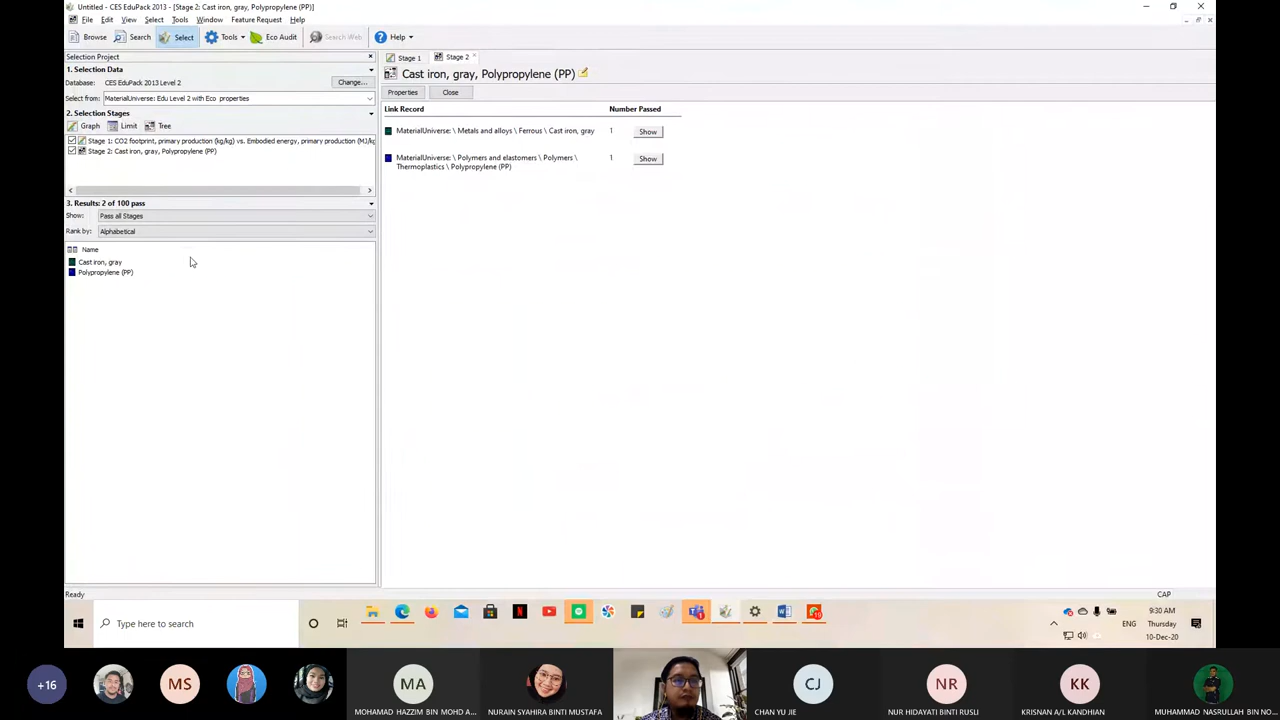 Untitled - CES EduPack 2013 - [Stage 2: Cast iron, gray, Polypropylene (PP)]
File Edit View Select Tools Window Feature Request Help
Browse Search Select Tools Eco Audit Search Web Help
Selection Project
1. Selection Data
Database: CES EduPack 2013 Level 2 Change...
Select from: MaterialUniverse: Edu Level 2 with Eco properties
2. Selection Stages
Graph Limit Tree
Stage 1: CO2 footprint, primary production (kg/kg) vs. Embodied energy, primary production (MJ/kg
Stage 2: Cast iron, gray, Polypropylene (PP)
3. Results: 2 of 100 pass
Show: Pass all Stages
Rank by: Alphabetical
Name
Cast iron, gray
Polypropylene (PP)
Stage 1 Stage 2
Cast iron, gray, Polypropylene (PP)
Properties Close
Link Record Number Passed
MaterialUniverse: \ Metals and alloys \ Ferrous \ Cast iron, gray 1 Show
MaterialUniverse: \ Polymers and elastomers \ Polymers \ 1 Show
Thermoplastics \ Polypropylene (PP)
Ready
CAP
Type here to search
ENG
9:30 AM
Thursday
10-Dec-20
+16
MS
MA
CJ
NR
KK
MOHAMAD HAZZIM BIN MOHD A...
NURAIN SYAHIRA BINTI MUSTAFA
CHAN YU JIE
NUR HIDAYATI BINTI RUSLI
KRISNAN A/L KANDHIAN
MUHAMMAD NASRULLAH BIN NO...